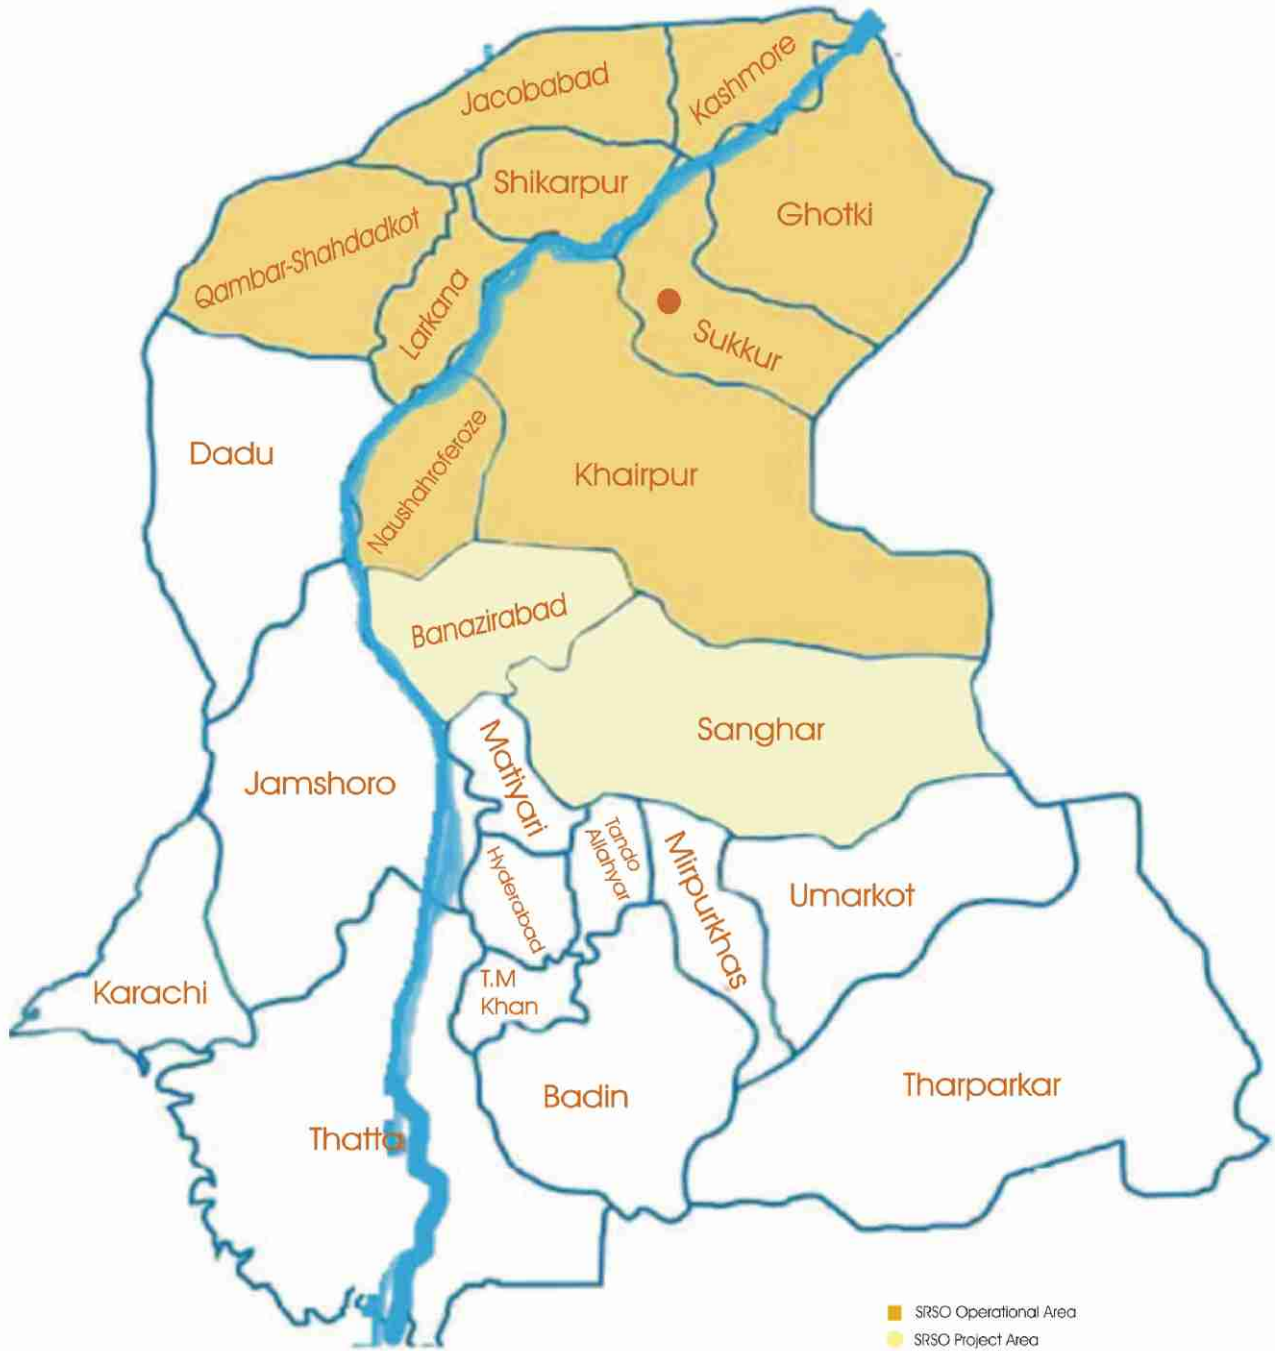 Kashmore
Jacobabad
Shikarpur
Ghotki
Qambar-Shahdadkot
Larkana
Sukkur
Dadu
Naushahroferoze
Khairpur
Banazirabad
Sanghar
Matiyari
Jamshoro
Tando
Allahyar
Mirpurkhas
Hyderabad
Umarkot
Karachi
T.M
Khan
Badin
Tharparkar
Thatta
SRSO Operational Area
SRSO Project Area